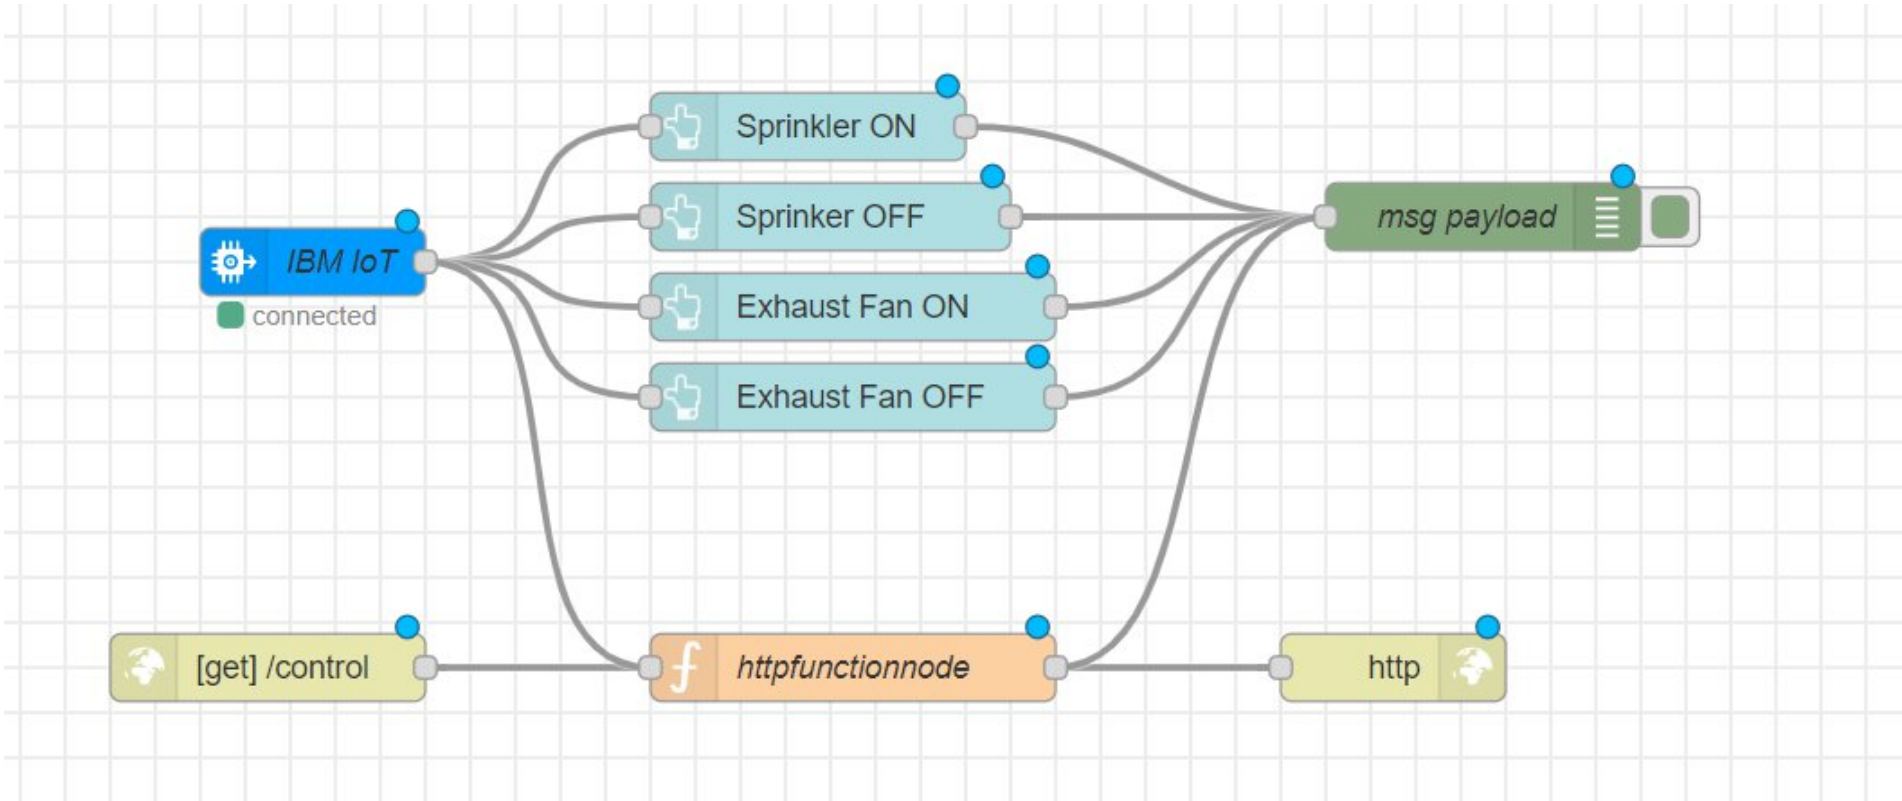 Sprinkler ON
Sprinker OFF
msg payload
IBM IoT
connected
Exhaust Fan ON
Exhaust Fan OFF
[get] /control
httpfunctionnode
http